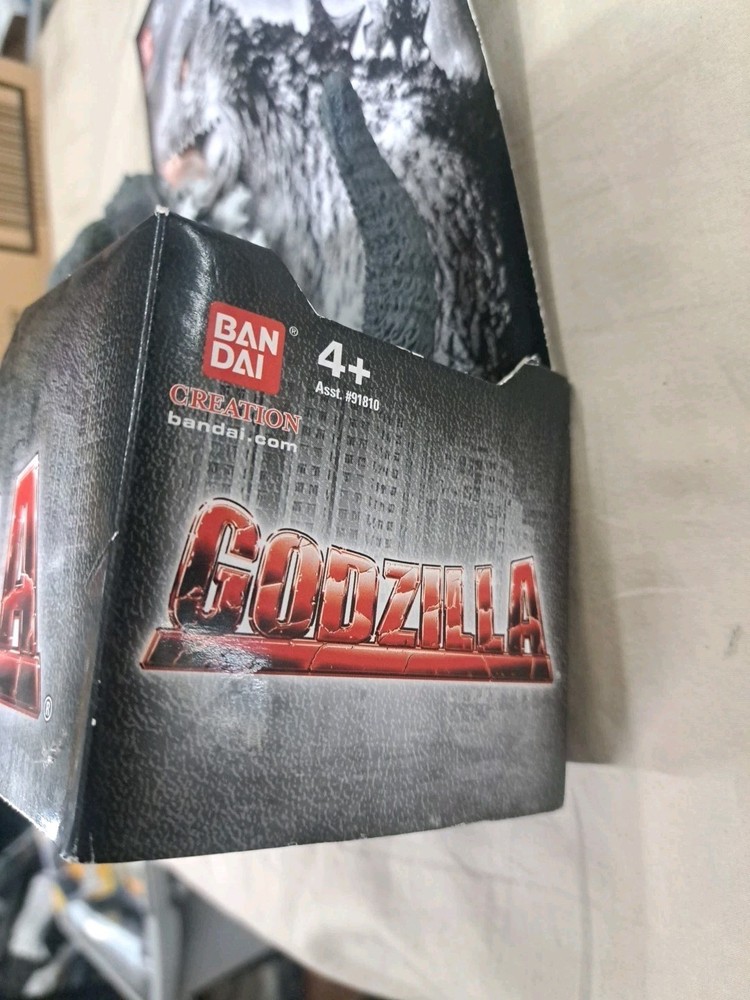 BAN
DAI®
4+
Asst. #91810
CREATION
bandai.com
GODZILLA
A
®